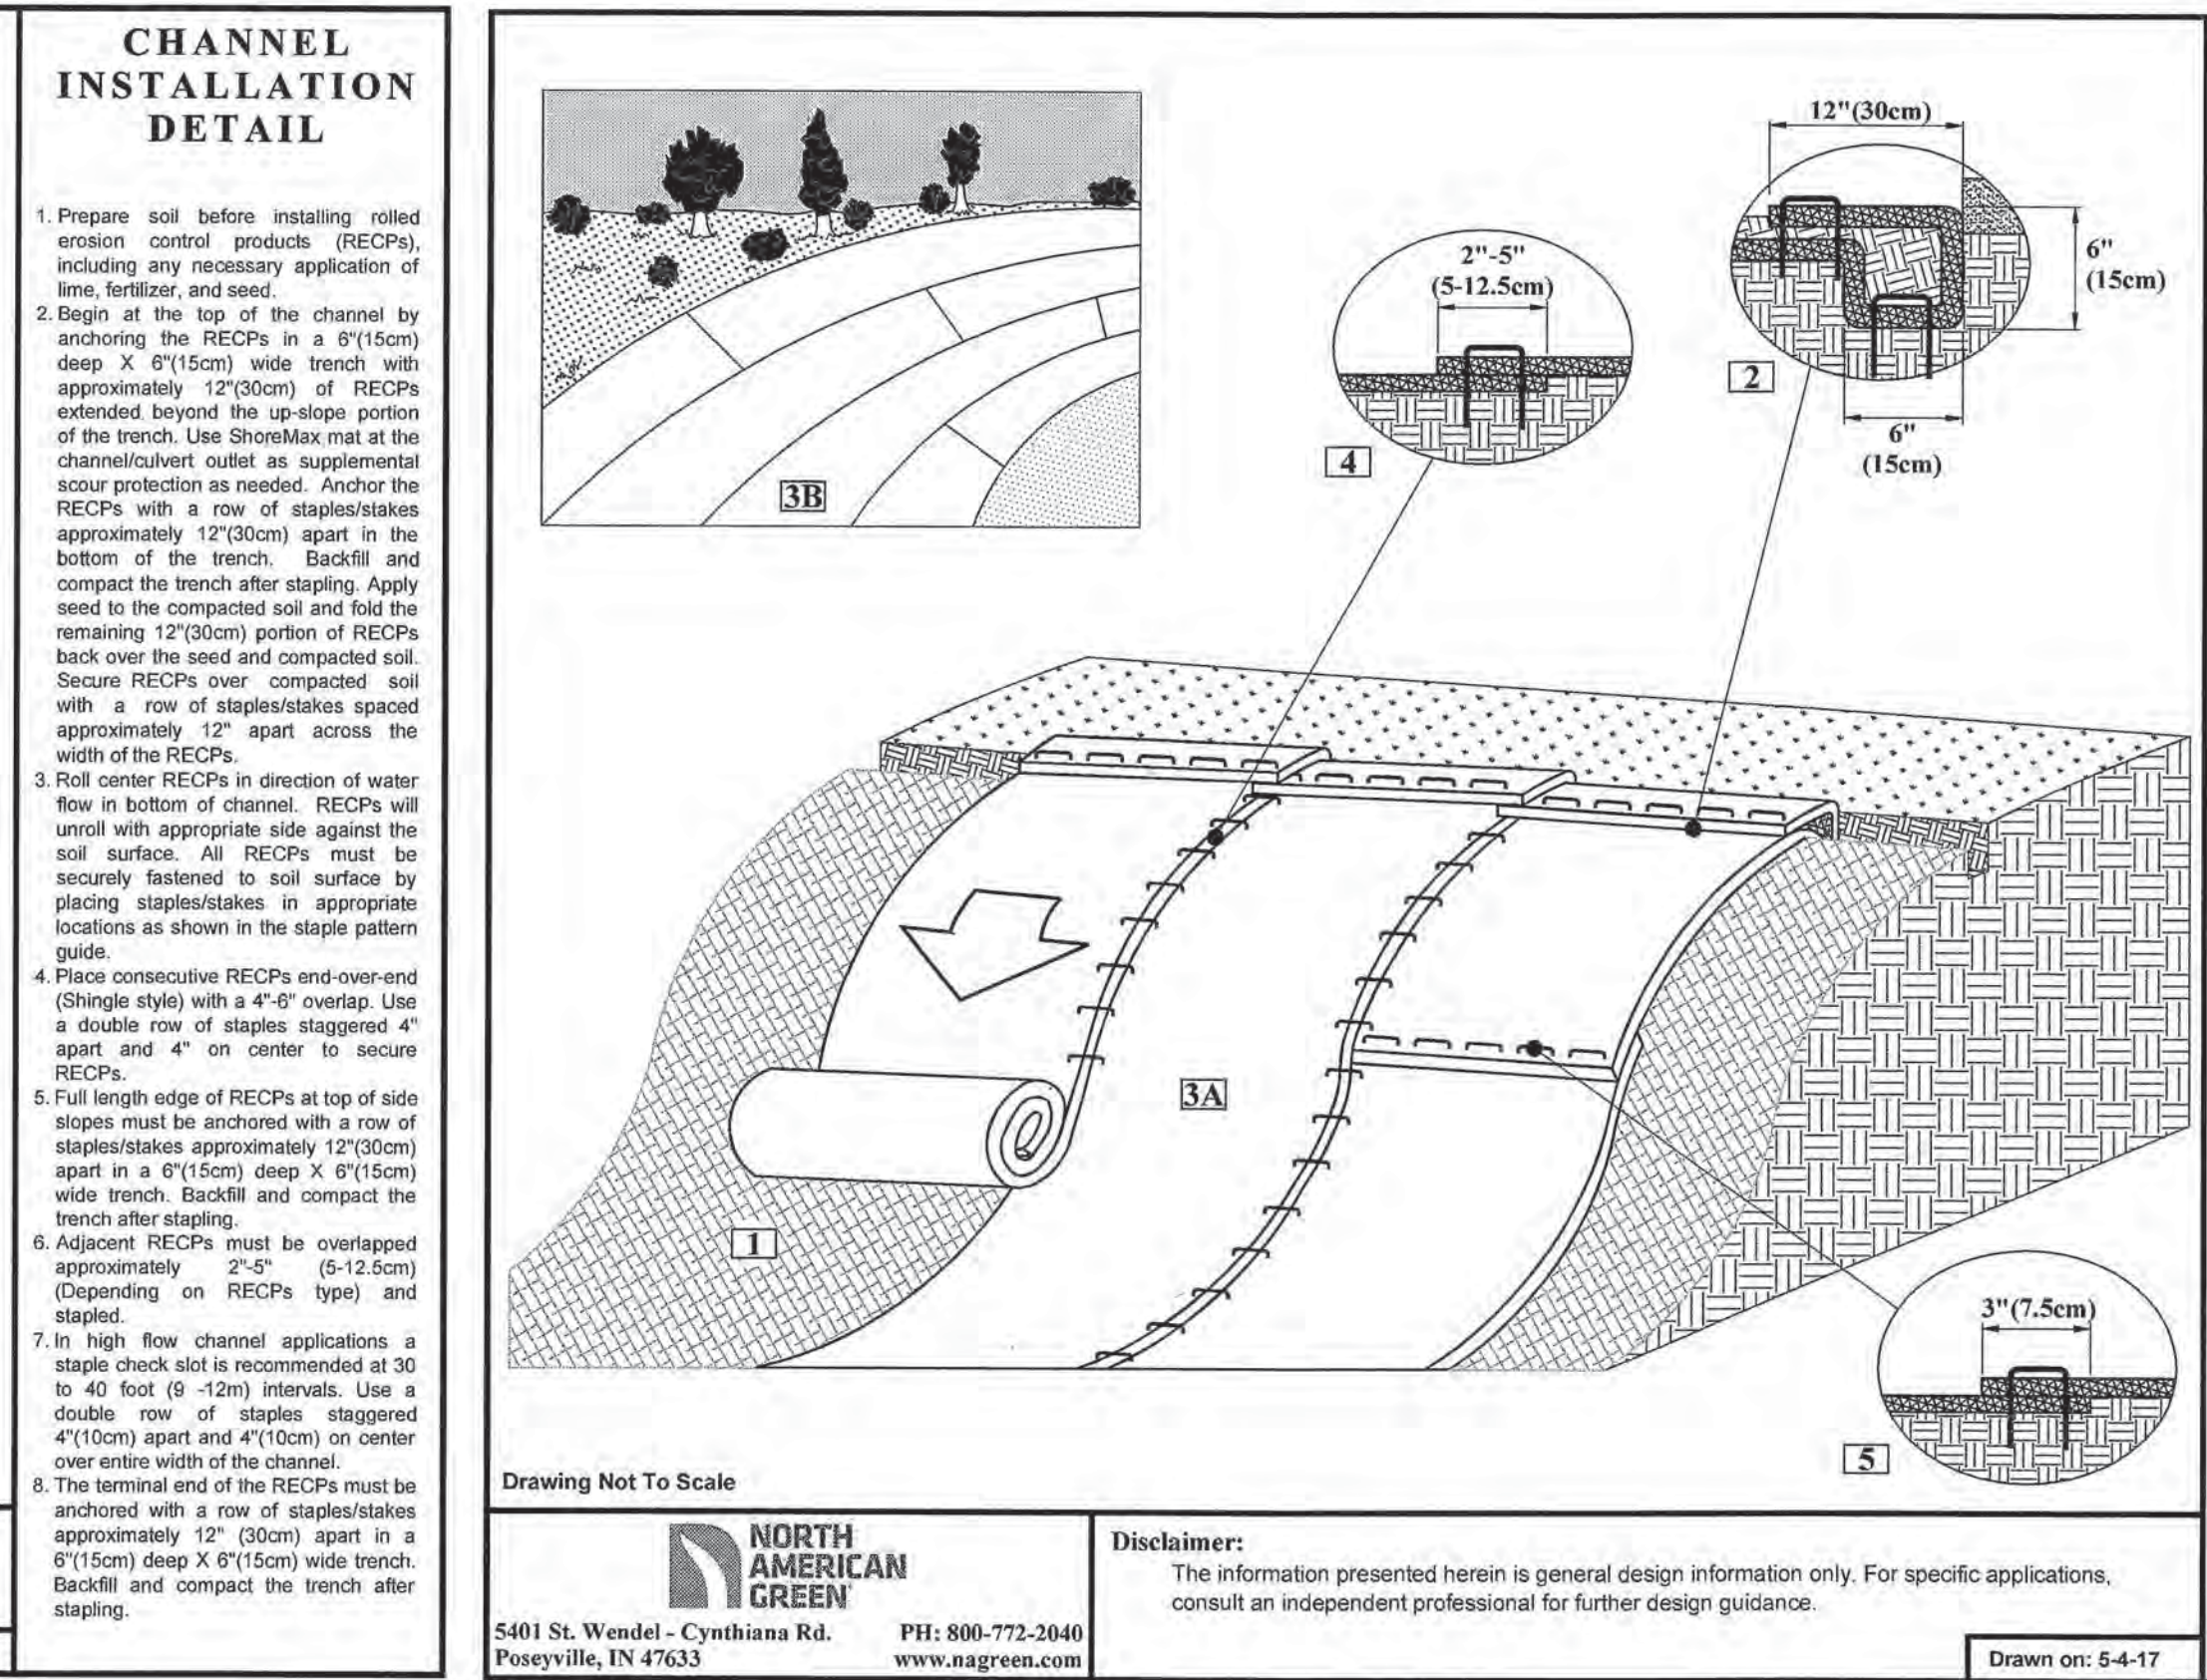 CHANNEL
INSTALLATION
DETAIL
1. Prepare soil before installing rolled
erosion control products (RECPs),
including any necessary application of
lime, fertilizer, and seed.
2. Begin at the top of the channel by
anchoring the RECPs in a 6"(15cm)
deep X 6"(15cm) wide trench with
approximately 12"(30cm) of RECPs
extended beyond the up-slope portion
of the trench. Use ShoreMax mat at the
channel/culvert outlet as supplemental
scour protection as needed. Anchor the
RECPs with a row of staples/stakes
approximately 12"(30cm) apart in the
bottom of the trench. Backfill and
compact the trench after stapling. Apply
seed to the compacted soil and fold the
remaining 12"(30cm) portion of RECPs
back over the seed and compacted soil.
Secure RECPs over compacted soil
with a row of staples/stakes spaced
approximately 12" apart across the
width of the RECPs.
3. Roll center RECPs in direction of water
flow in bottom of channel. RECPs will
unroll with appropriate side against the
soil surface. All RECPs must be
securely fastened to soil surface by
placing staples/stakes in appropriate
locations as shown in the staple pattern
guide.
4. Place consecutive RECPs end-over-end
(Shingle style) with a 4"-6" overlap. Use
a double row of staples staggered 4"
apart and 4" on center to secure
RECPs.
5. Full length edge of RECPs at top of side
slopes must be anchored with a row of
staples/stakes approximately 12"(30cm)
apart in a 6"(15cm) deep X 6"(15cm)
wide trench. Backfill and compact the
trench after stapling.
6. Adjacent RECPs must be overlapped
approximately 2"-5" (5-12.5cm)
(Depending on RECPs type) and
stapled.
7. In high flow channel applications a
staple check slot is recommended at 30
to 40 foot (9 -12m) intervals. Use a
double row of staples staggered
4"(10cm) apart and 4"(10cm) on center
over entire width of the channel.
8. The terminal end of the RECPs must be
anchored with a row of staples/stakes
approximately 12" (30cm) apart in a
6"(15cm) deep X 6"(15cm) wide trench.
Backfill and compact the trench after
stapling.
3B
2"-5"
(5-12.5cm)
4
12"(30cm)
6"
(15cm)
2
6"
(15cm)
3A
1
3"(7.5cm)
5
Drawing Not To Scale
NORTH
AMERICAN
GREEN
5401 St. Wendel - Cynthiana Rd.
Poseyville, IN 47633
PH: 800-772-2040
www.nagreen.com
Disclaimer:
The information presented herein is general design information only. For specific applications,
consult an independent professional for further design guidance.
Drawn on: 5-4-17